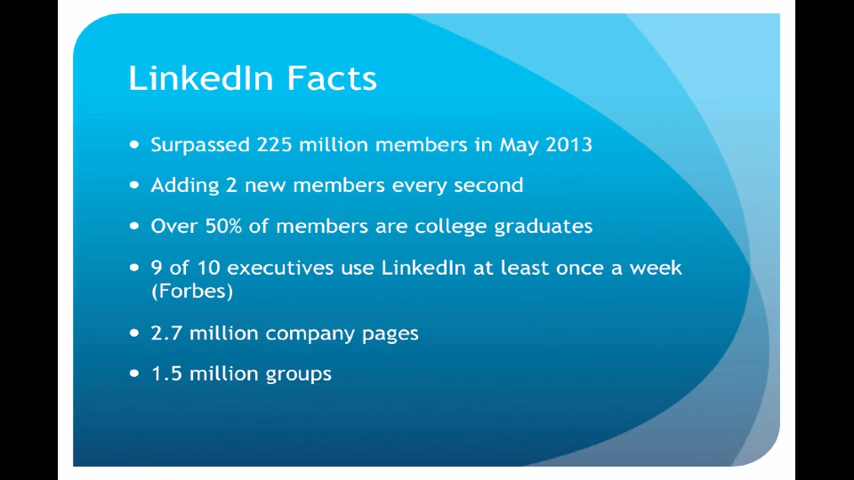 LinkedIn Facts
• Surpassed 225 million members in May 2013
• Adding 2 new members every second
• Over 50% of members are college graduates
• 9 of 10 executives use LinkedIn at least once a week
(Forbes)
• 2.7 million company pages
• 1.5 million groups